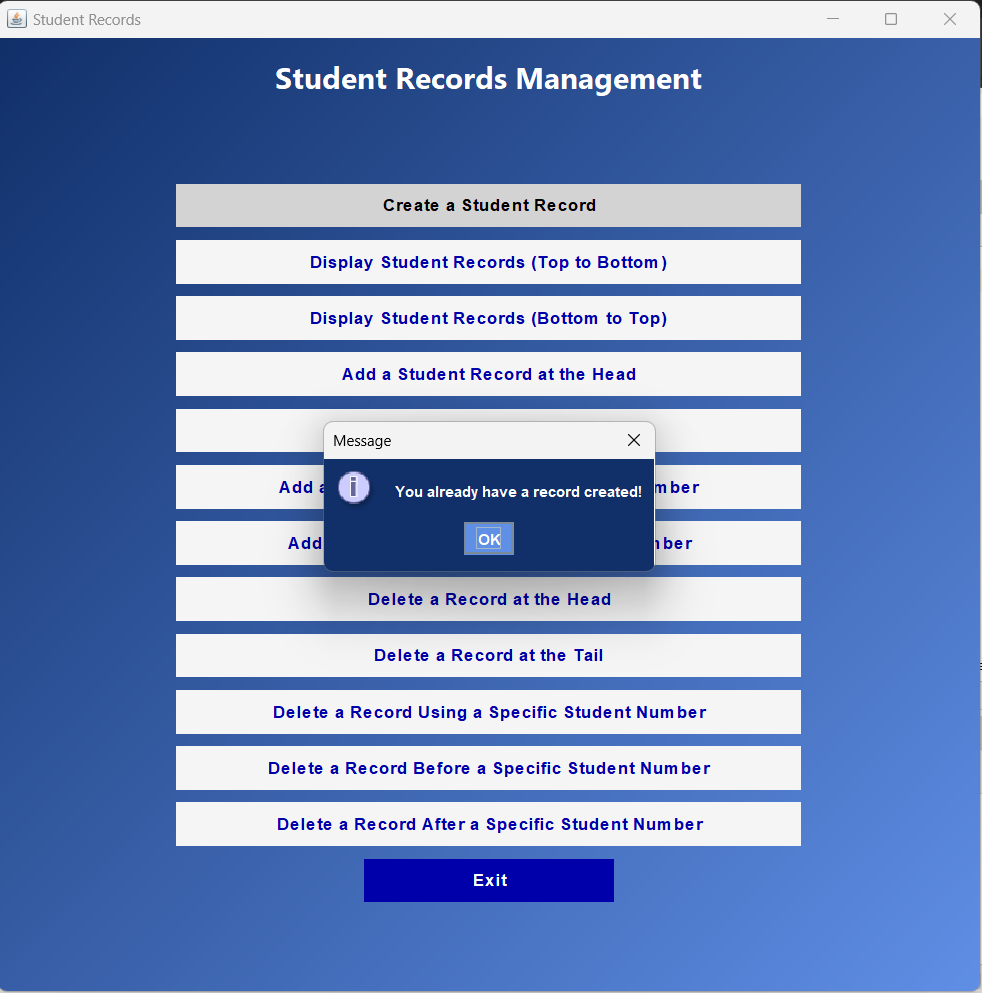 Student Records
Student Records Management
Create a Student Record
Display Student Records (Top to Bottom)
Display Student Records (Bottom to Top)
Add a Student Record at the Head
Message
Add
You already have a record created!
OK
Add
Delete a Record at the Head
Delete a Record at the Tail
Delete a Record Using a Specific Student Number
Delete a Record Before a Specific Student Number
Delete a Record After a Specific Student Number
Exit